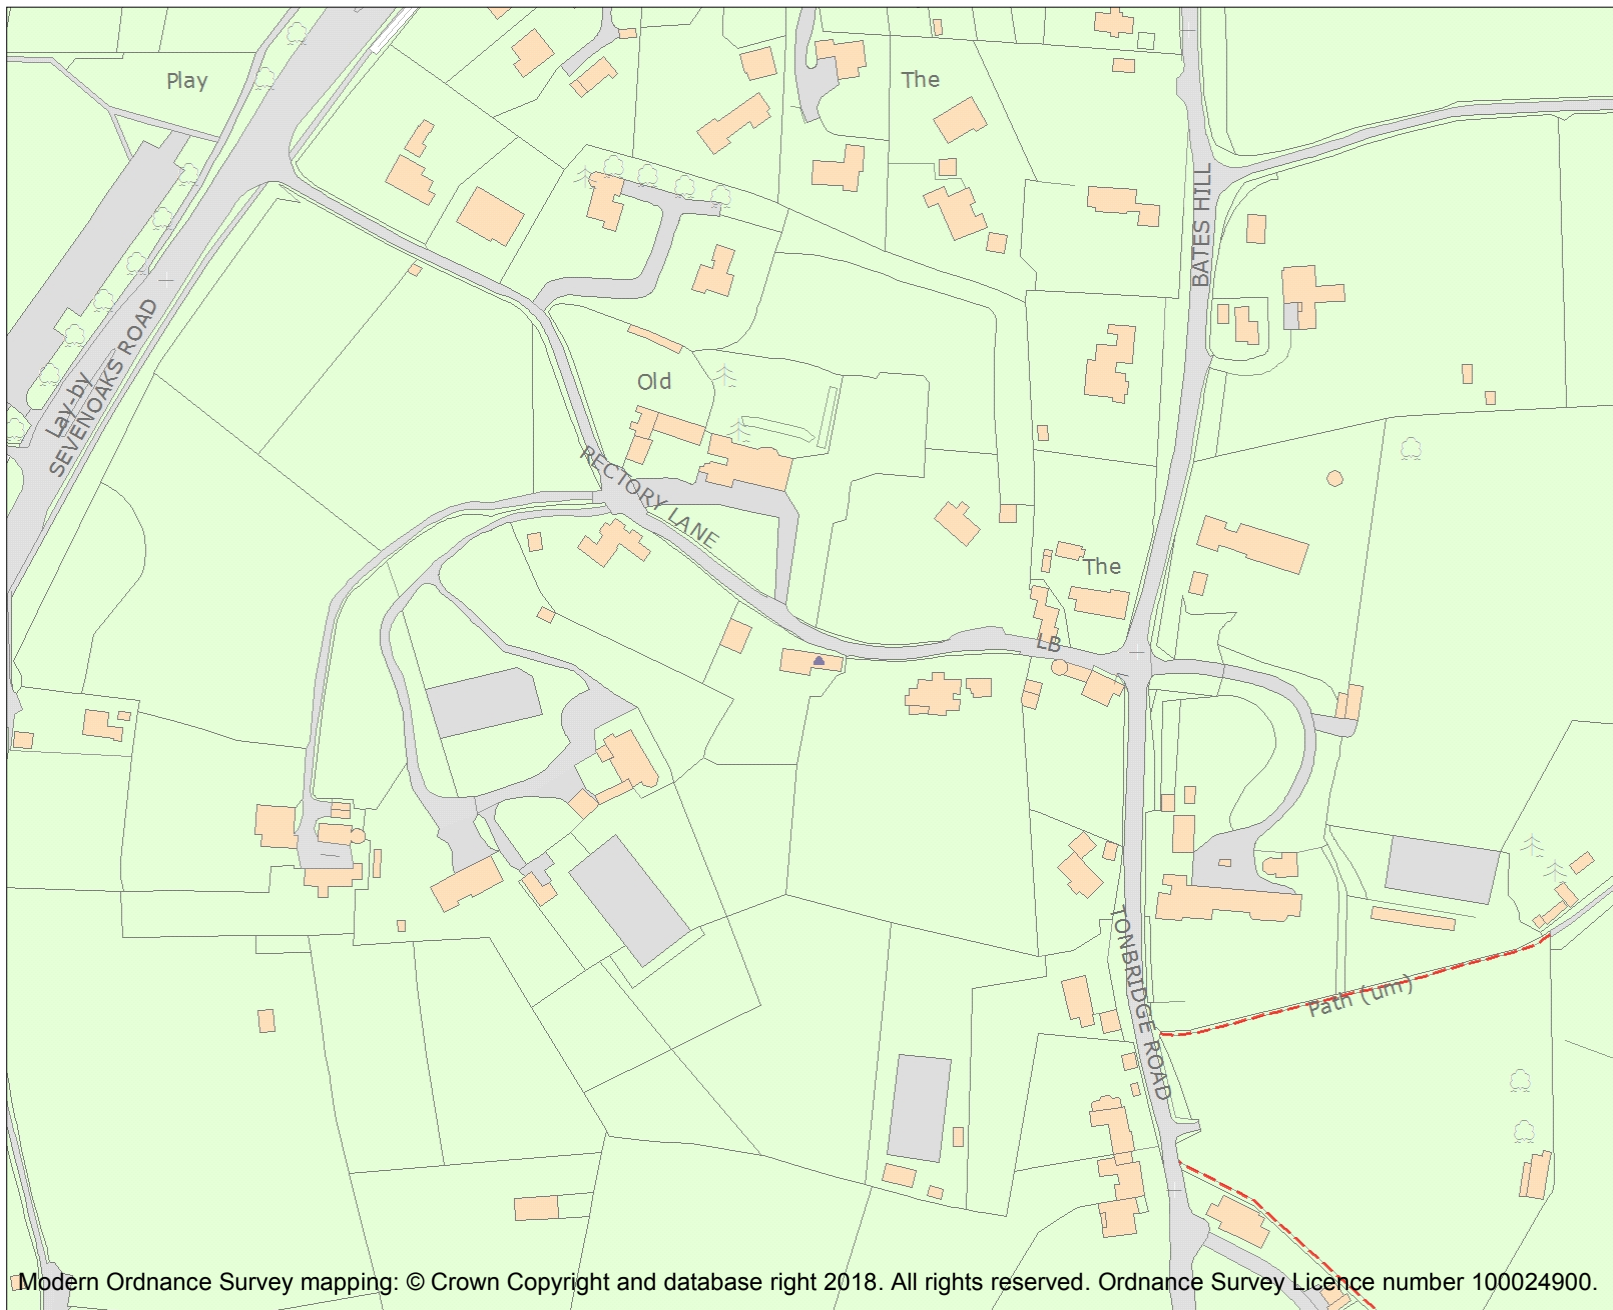 Play
The
BATES HILL
Lay-by
SEVENOAKS ROAD
Old
RECTORY LANE
The
LB
TONBRIDGE ROAD
Path (um)
Modern Ordnance Survey mapping: © Crown Copyright and database right 2018. All rights reserved. Ordnance Survey Licence number 100024900.